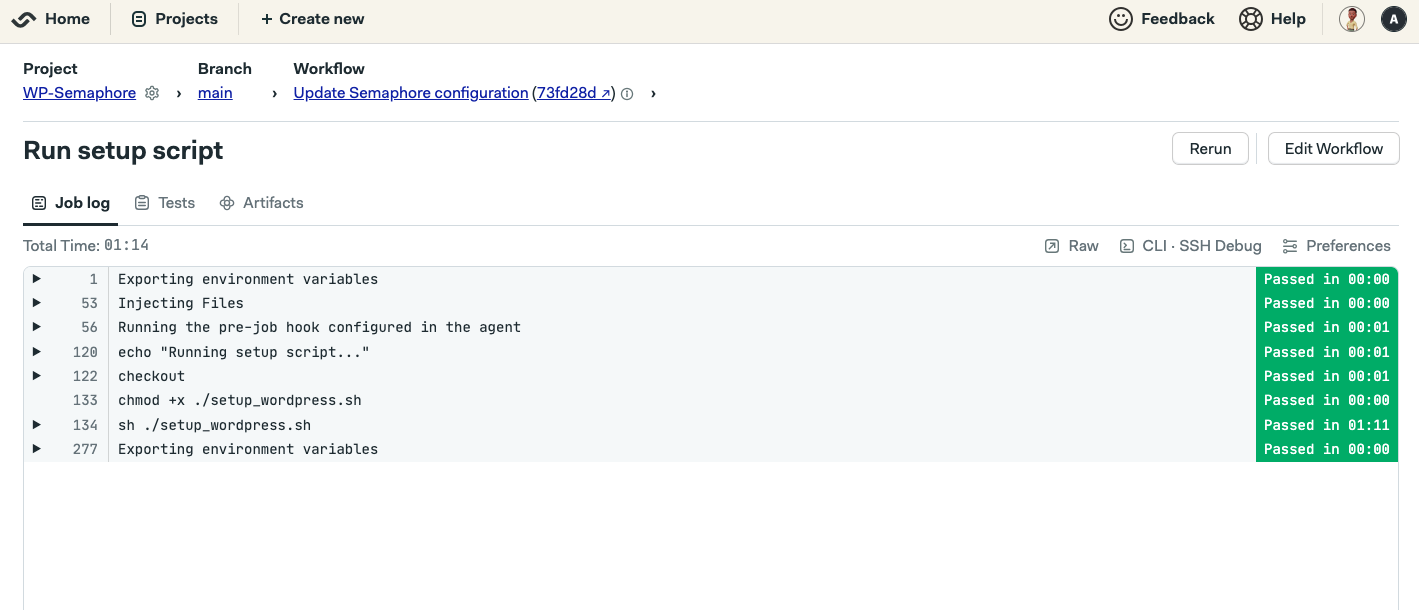 Home Projects + Create new Feedback Help A
Project Branch Workflow
WP-Semaphore › main › Update Semaphore configuration (73fd28d ↗) ›
Run setup script Rerun Edit Workflow
Job log Tests Artifacts
Total Time: 01:14 Raw CLI · SSH Debug Preferences
1 Exporting environment variables Passed in 00:00
53 Injecting Files Passed in 00:00
56 Running the pre-job hook configured in the agent Passed in 00:01
120 echo "Running setup script..." Passed in 00:01
122 checkout Passed in 00:01
133 chmod +x ./setup_wordpress.sh Passed in 00:00
134 sh ./setup_wordpress.sh Passed in 01:11
277 Exporting environment variables Passed in 00:00